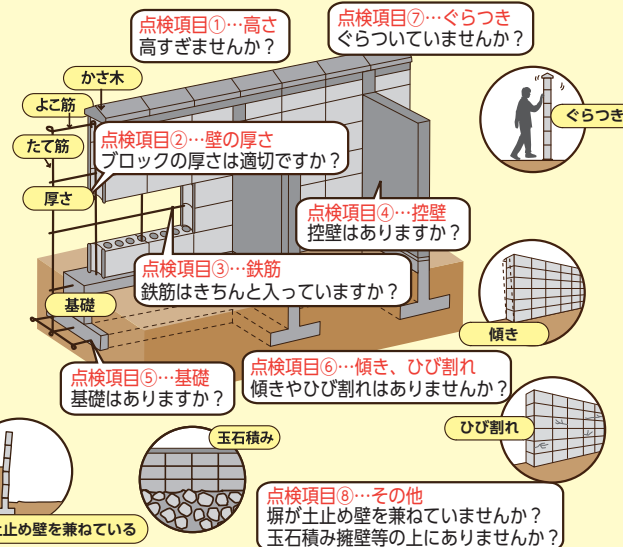 点検項目①…高さ
高すぎませんか？
点検項目⑦…ぐらつき
ぐらついていませんか？
かさ木
よこ筋
たて筋
厚さ
点検項目②…壁の厚さ
ブロックの厚さは適切ですか？
ぐらつき
点検項目④…控壁
控壁はありますか？
点検項目③…鉄筋
鉄筋はきちんと入っていますか？
基礎
傾き
点検項目⑤…基礎
基礎はありますか？
点検項目⑥…傾き、ひび割れ
傾きやひび割れはありませんか？
ひび割れ
玉石積み
止め壁を兼ねている
点検項目⑧…その他
塀が土止め壁を兼ねていませんか？
玉石積み擁壁等の上にありませんか？